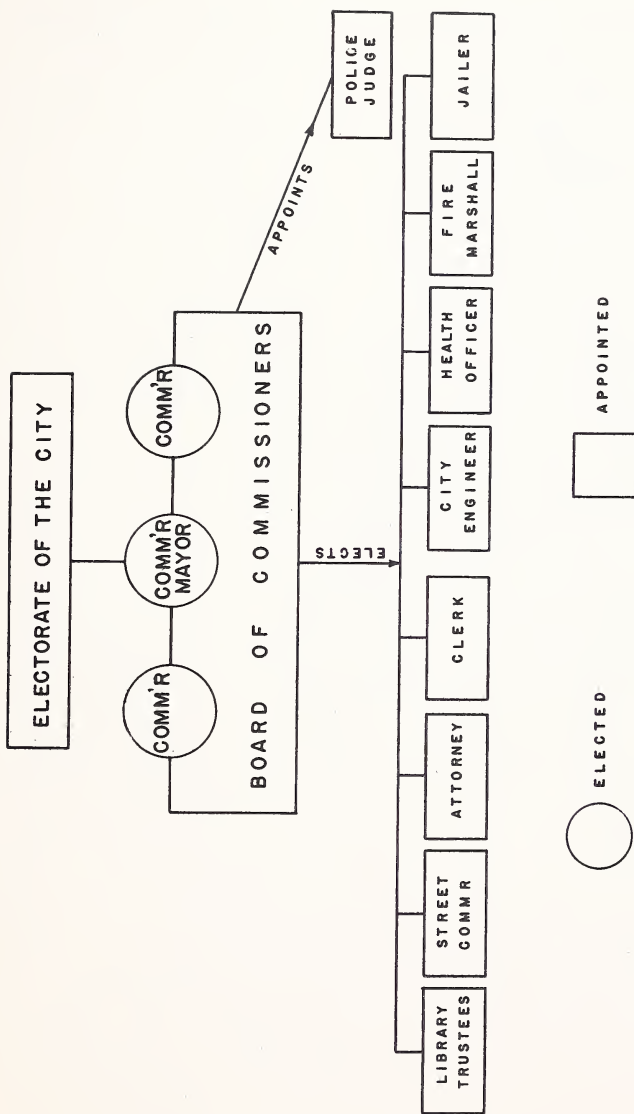 ELECTORATE OF THE CITY
COMM'R
COMM'R
MAYOR
COMM'R
BOARD OF COMMISSIONERS
APPOINTS
POLICE
JUDGE
ELECTS
LIBRARY
TRUSTEES
STREET
COMMR
ATTORNEY
CLERK
CITY
ENGINEER
HEALTH
OFFICER
FIRE
MARSHALL
JAILER
ELECTED
APPOINTED